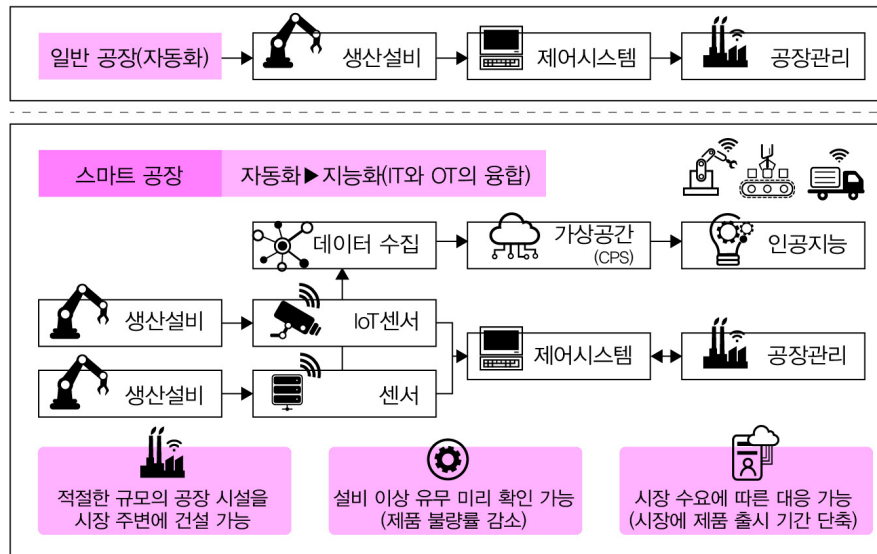 일반 공장(자동화)
생산설비
제어시스템
공장관리
스마트 공장
자동화▶지능화(IT와 OT의 융합)
데이터 수집
가상공간
(CPS)
인공지능
생산설비
IoT센서
제어시스템
공장관리
생산설비
센서
적절한 규모의 공장 시설을
시장 주변에 건설 가능
설비 이상 유무 미리 확인 가능
(제품 불량률 감소)
시장 수요에 따른 대응 가능
(시장에 제품 출시 기간 단축)